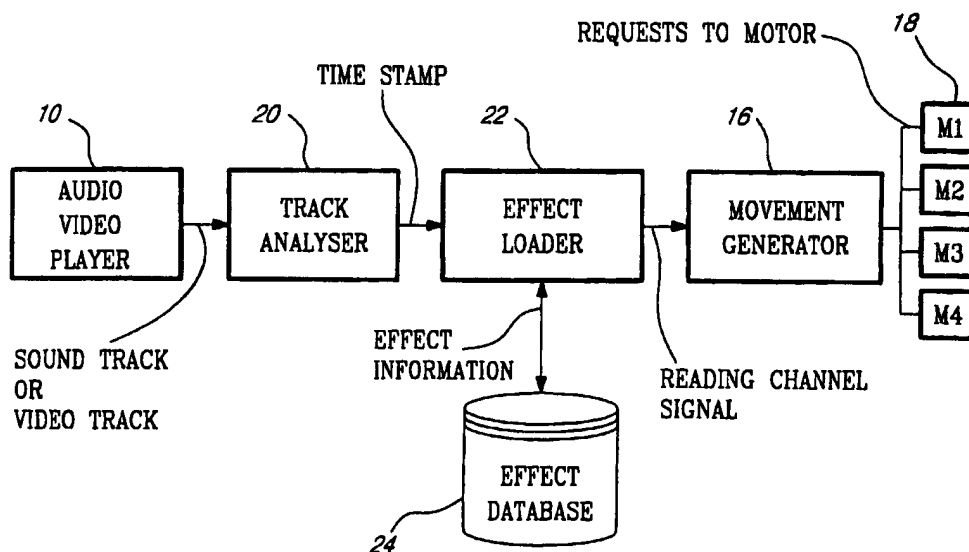 REQUESTS TO MOTOR
18
TIME STAMP
10
20
22
16
M1
M2
M3
M4
AUDIO
VIDEO
PLAYER
TRACK
ANALYSER
EFFECT
LOADER
MOVEMENT
GENERATOR
SOUND TRACK
OR
VIDEO TRACK
EFFECT
INFORMATION
READING CHANNEL
SIGNAL
EFFECT
DATABASE
24